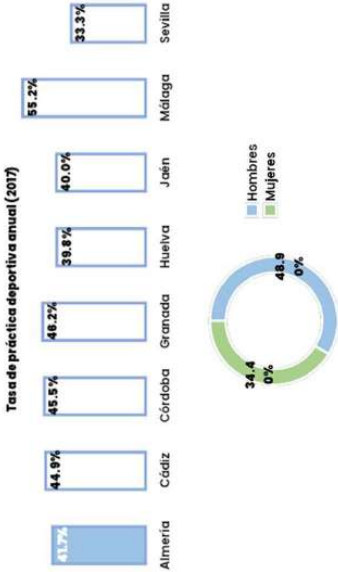 Tasa de práctica deportiva anual (2017)
41.7%
44.9%
45.5%
46.2%
39.8%
40.0%
55.2%
33.3%
Almería
Cádiz
Córdoba
Granada
Huelva
Jaén
Málaga
Sevilla
34.4
0%
48.9
0%
Hombres
Mujeres